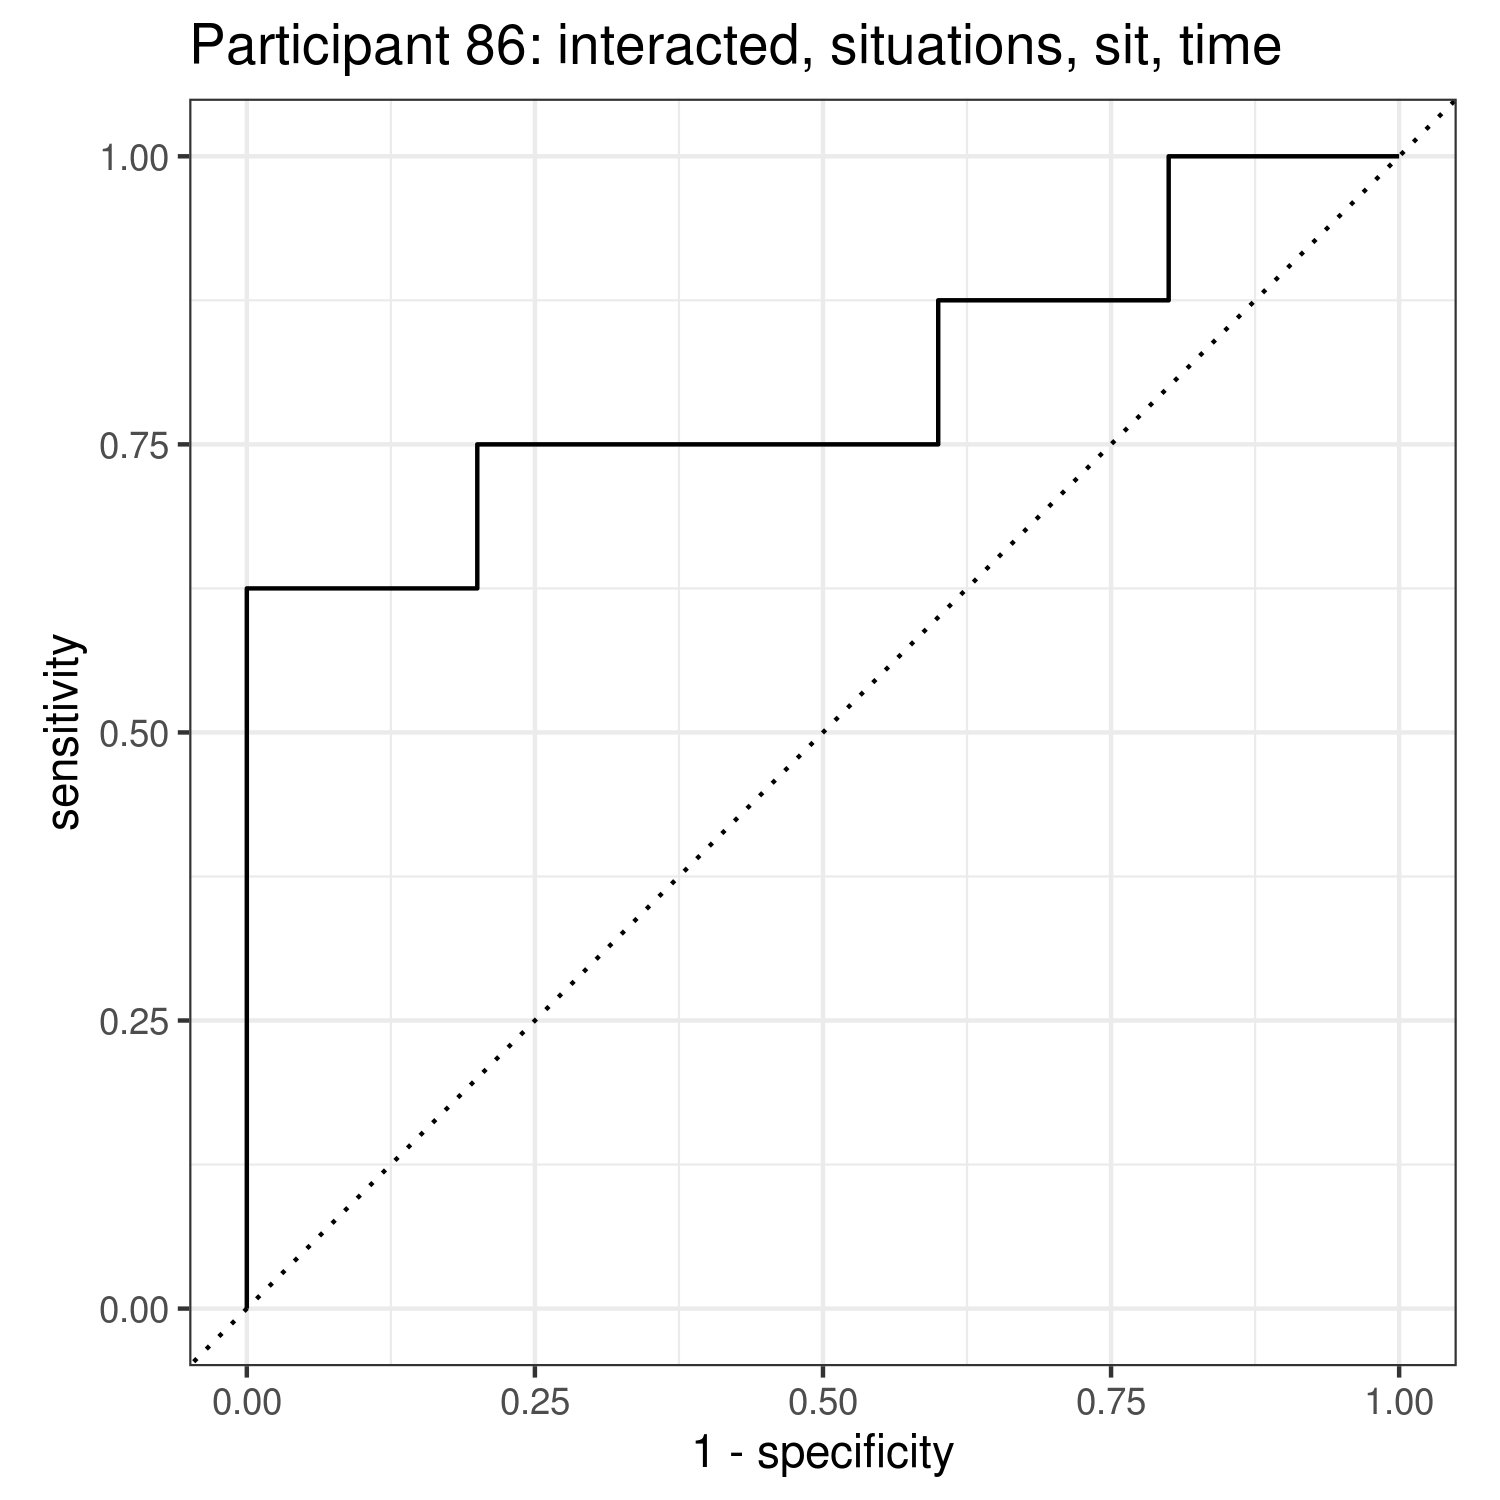 Participant 86: interacted, situations, sit, time
1.00
0.75
0.50
0.25
0.00
sensitivity
0.00 0.25 0.50 0.75 1.00
1 - specificity